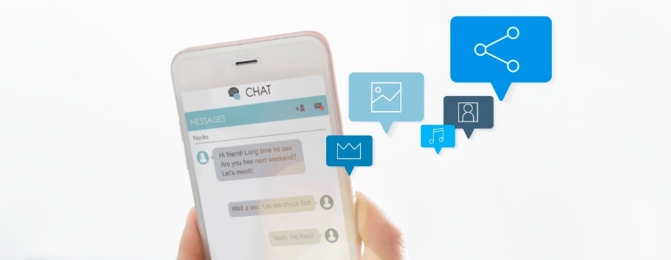 CHAT
MESSAGES
Hi friend! Long time no see
Are you free next weekend?
Let's meet!!
Wait a sec. Let me check first
Yeah, I'm free!!